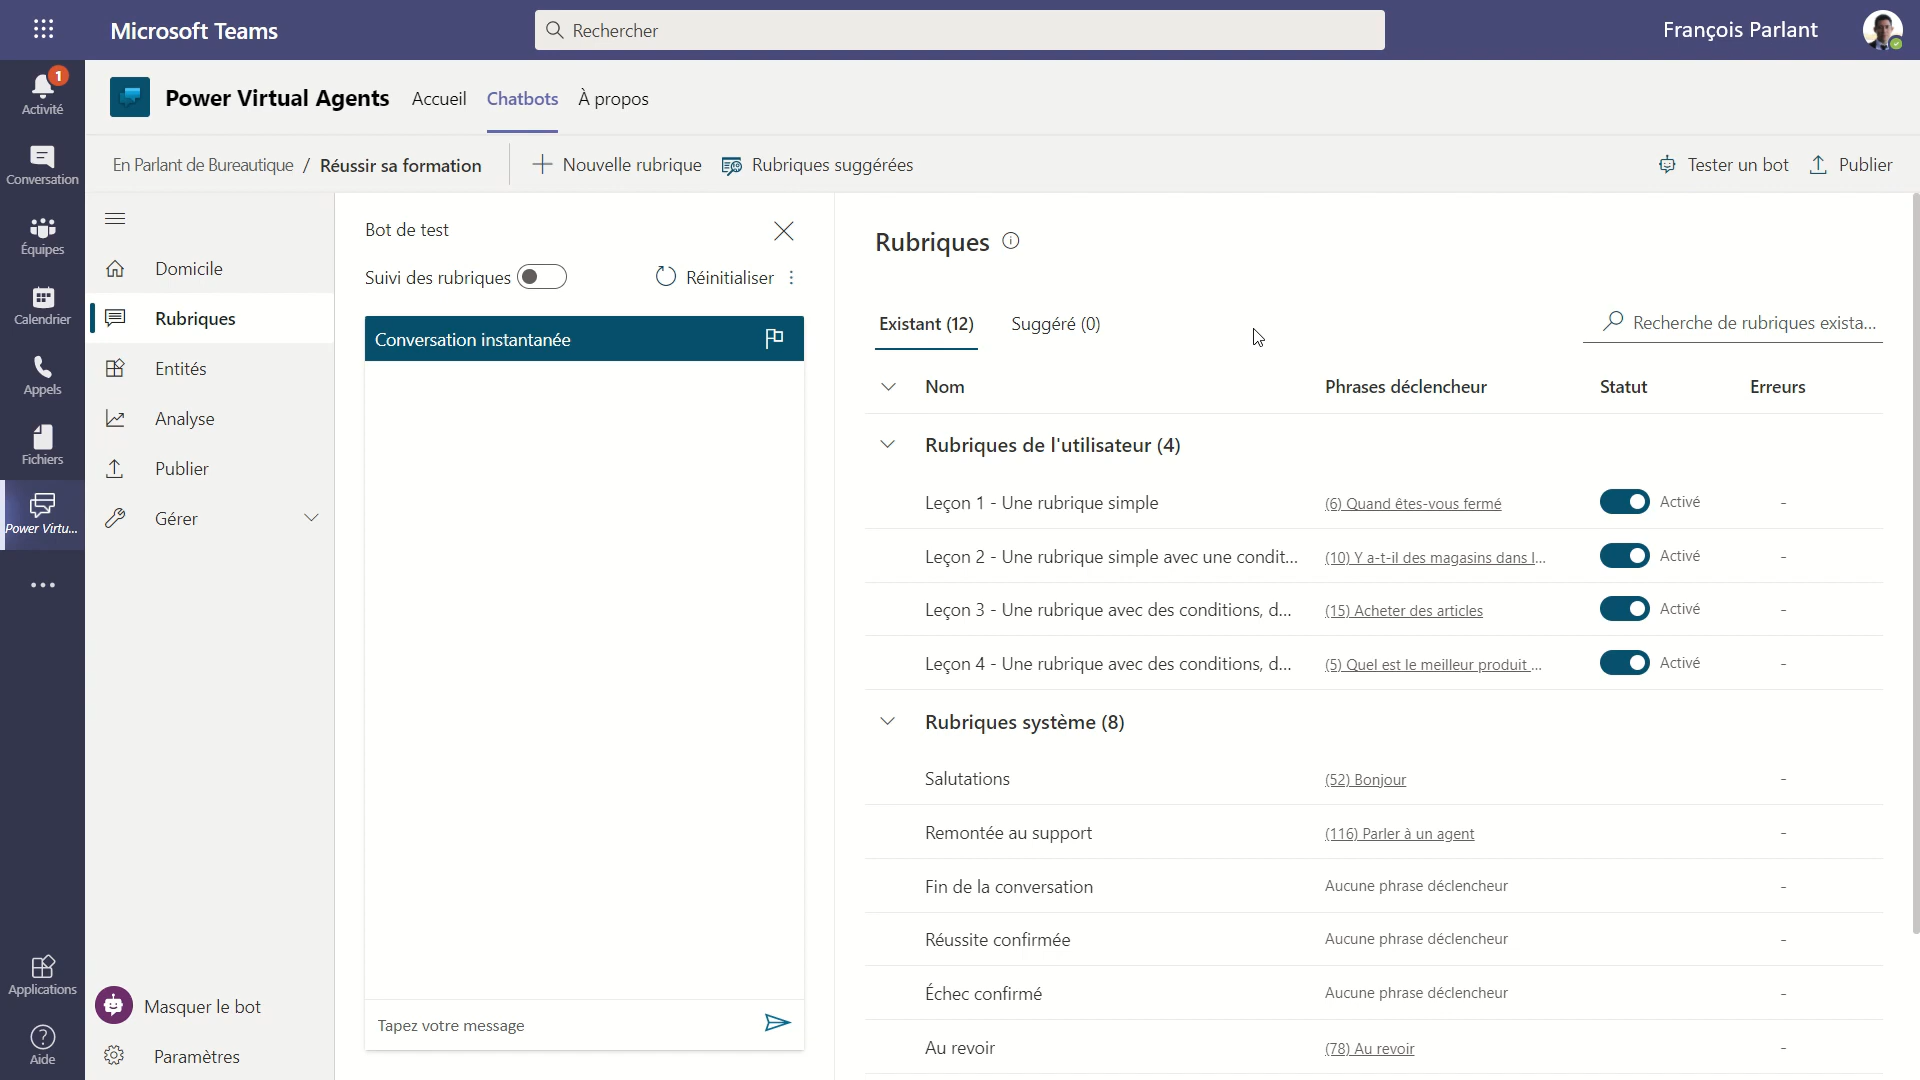 Microsoft Teams
Rechercher
François Parlant
1
Activité
Conversation
Équipes
Calendrier
Appels
Fichiers
Power Virtu...
Applications
Aide
Power Virtual Agents
Accueil
Chatbots
À propos
En Parlant de Bureautique / Réussir sa formation
Nouvelle rubrique
Rubriques suggérées
Tester un bot
Publier
Domicile
Rubriques
Entités
Analyse
Publier
Gérer
Masquer le bot
Paramètres
Bot de test
Suivi des rubriques
Réinitialiser
Conversation instantanée
Tapez votre message
Rubriques
Existant (12)
Suggéré (0)
Recherche de rubriques exista...
Nom Phrases déclencheur Statut Erreurs
Rubriques de l'utilisateur (4)
Leçon 1 - Une rubrique simple (6) Quand êtes-vous fermé Activé -
Leçon 2 - Une rubrique simple avec une condit... (10) Y a-t-il des magasins dans l... Activé -
Leçon 3 - Une rubrique avec des conditions, d... (15) Acheter des articles Activé -
Leçon 4 - Une rubrique avec des conditions, d... (5) Quel est le meilleur produit ... Activé -
Rubriques système (8)
Salutations (52) Bonjour -
Remontée au support (116) Parler à un agent -
Fin de la conversation Aucune phrase déclencheur -
Réussite confirmée Aucune phrase déclencheur -
Échec confirmé Aucune phrase déclencheur -
Au revoir (78) Au revoir -